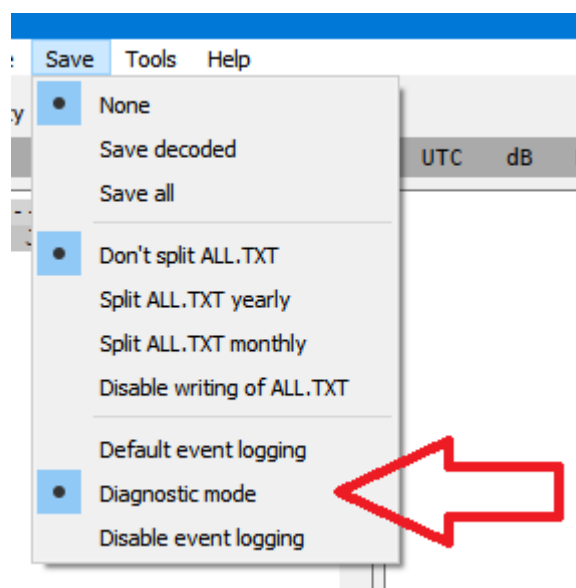 Save Tools Help
None
Save decoded
Save all
UTC dB
Don't split ALL.TXT
Split ALL.TXT yearly
Split ALL.TXT monthly
Disable writing of ALL.TXT
Default event logging
Diagnostic mode
Disable event logging